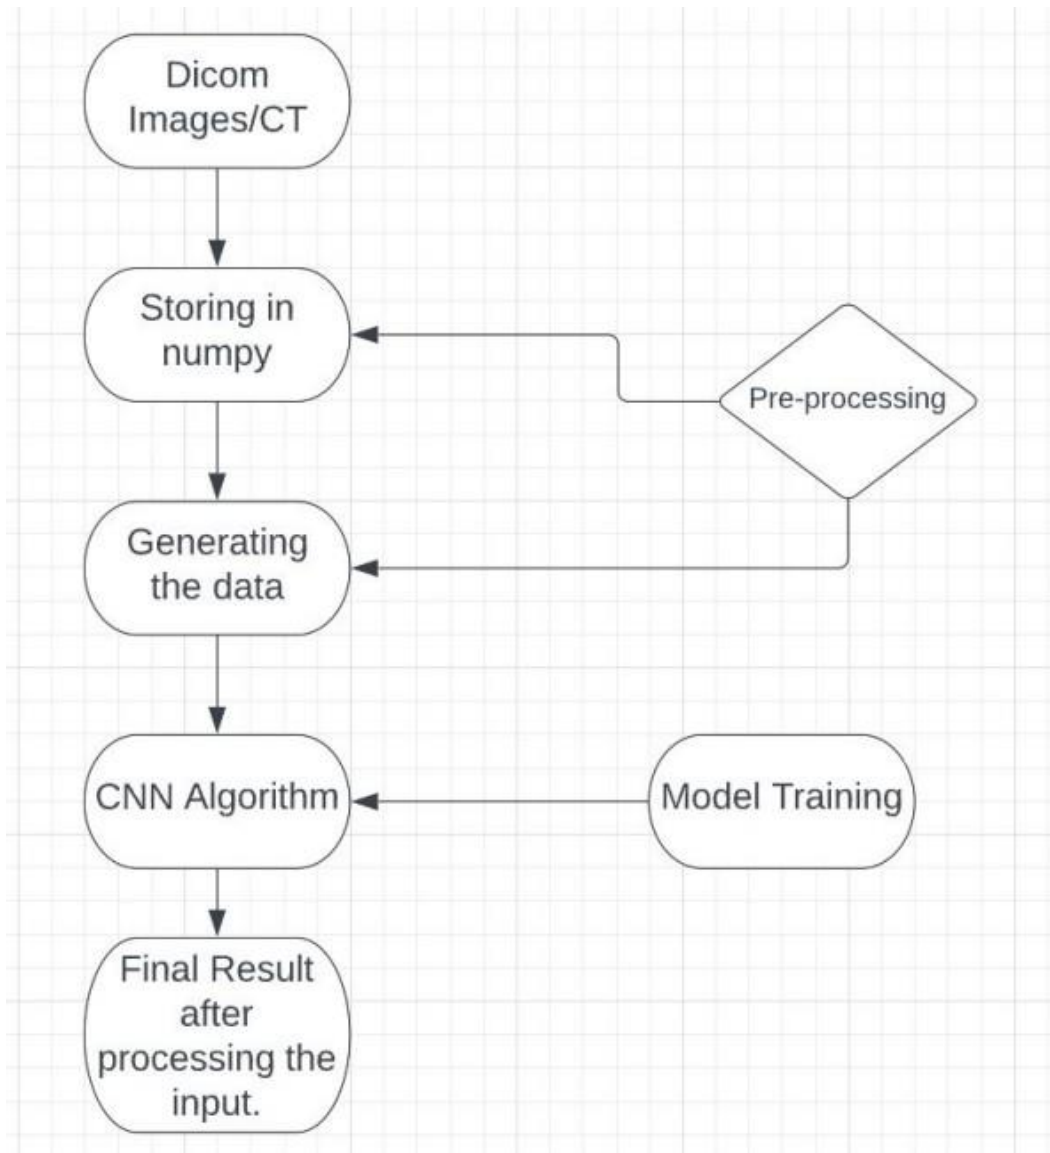 Dicom
Images/CT
Storing in
numpy
Pre-processing
Generating
the data
CNN Algorithm
Model Training
Final Result
after
processing the
input.